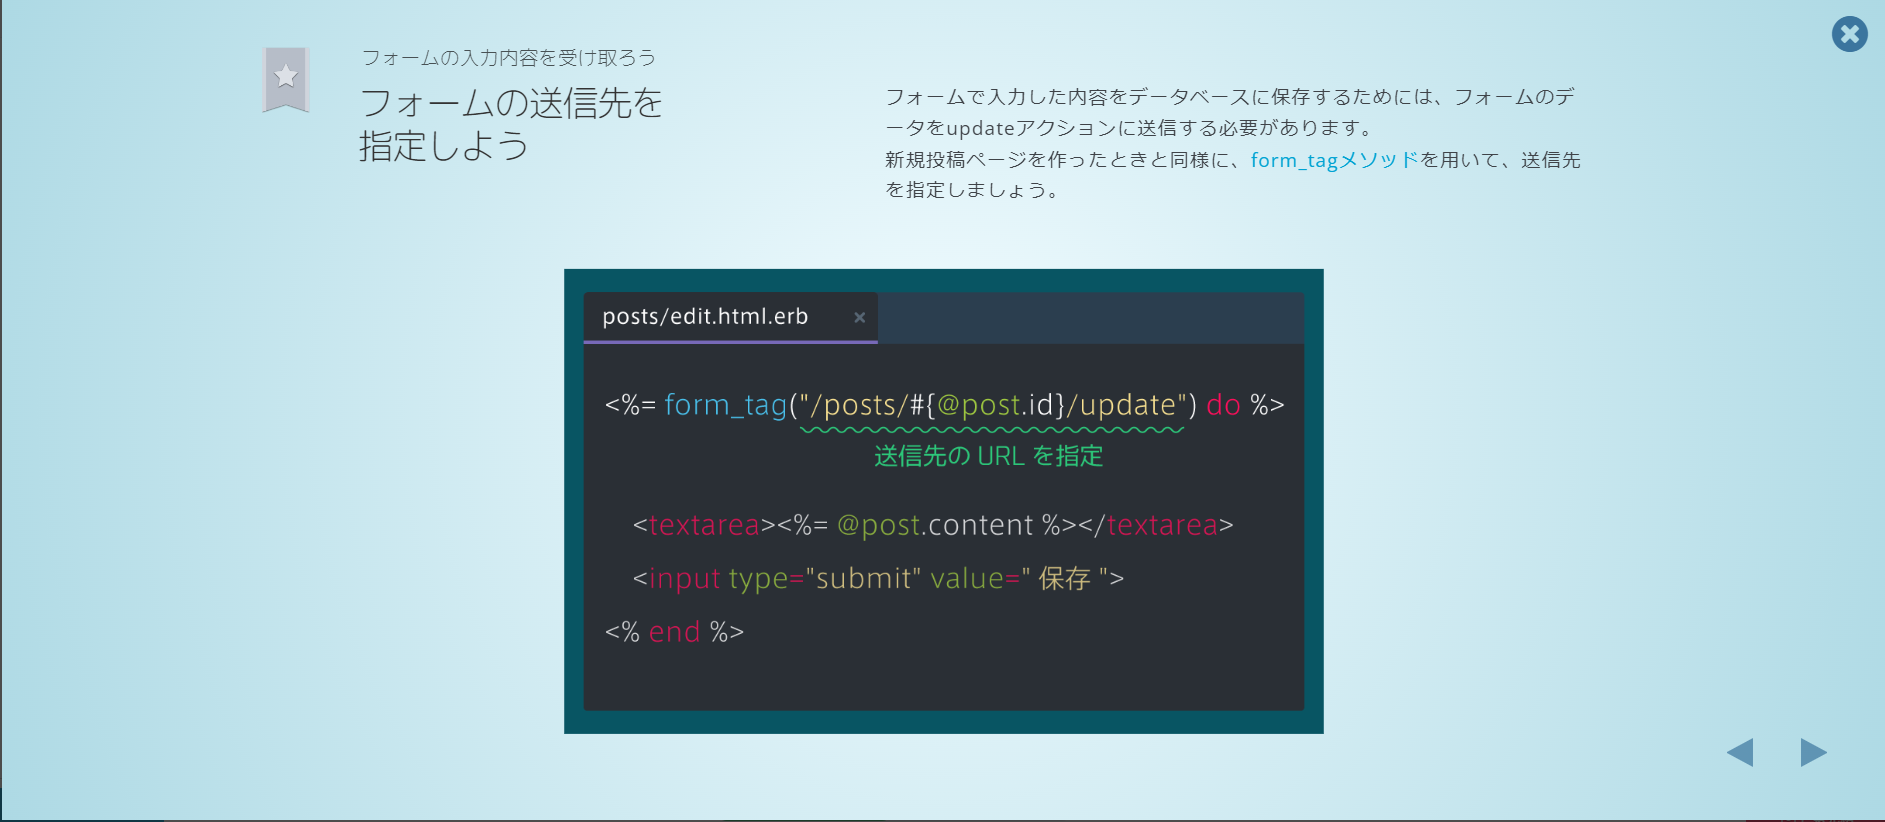 フォームの入力内容を受け取ろう
フォームの送信先を
指定しよう
フォームで入力した内容をデータベースに保存するためには、フォームのデ
ータをupdateアクションに送信する必要があります。
新規投稿ページを作ったときと同様に、form_tagメソッドを用いて、送信先
を指定しましょう。
posts/edit.html.erb ×
<%= form_tag("/posts/#{@post.id}/update") do %>
送信先の URL を指定
<textarea><%= @post.content %></textarea>
<input type="submit" value=" 保存 ">
<% end %>